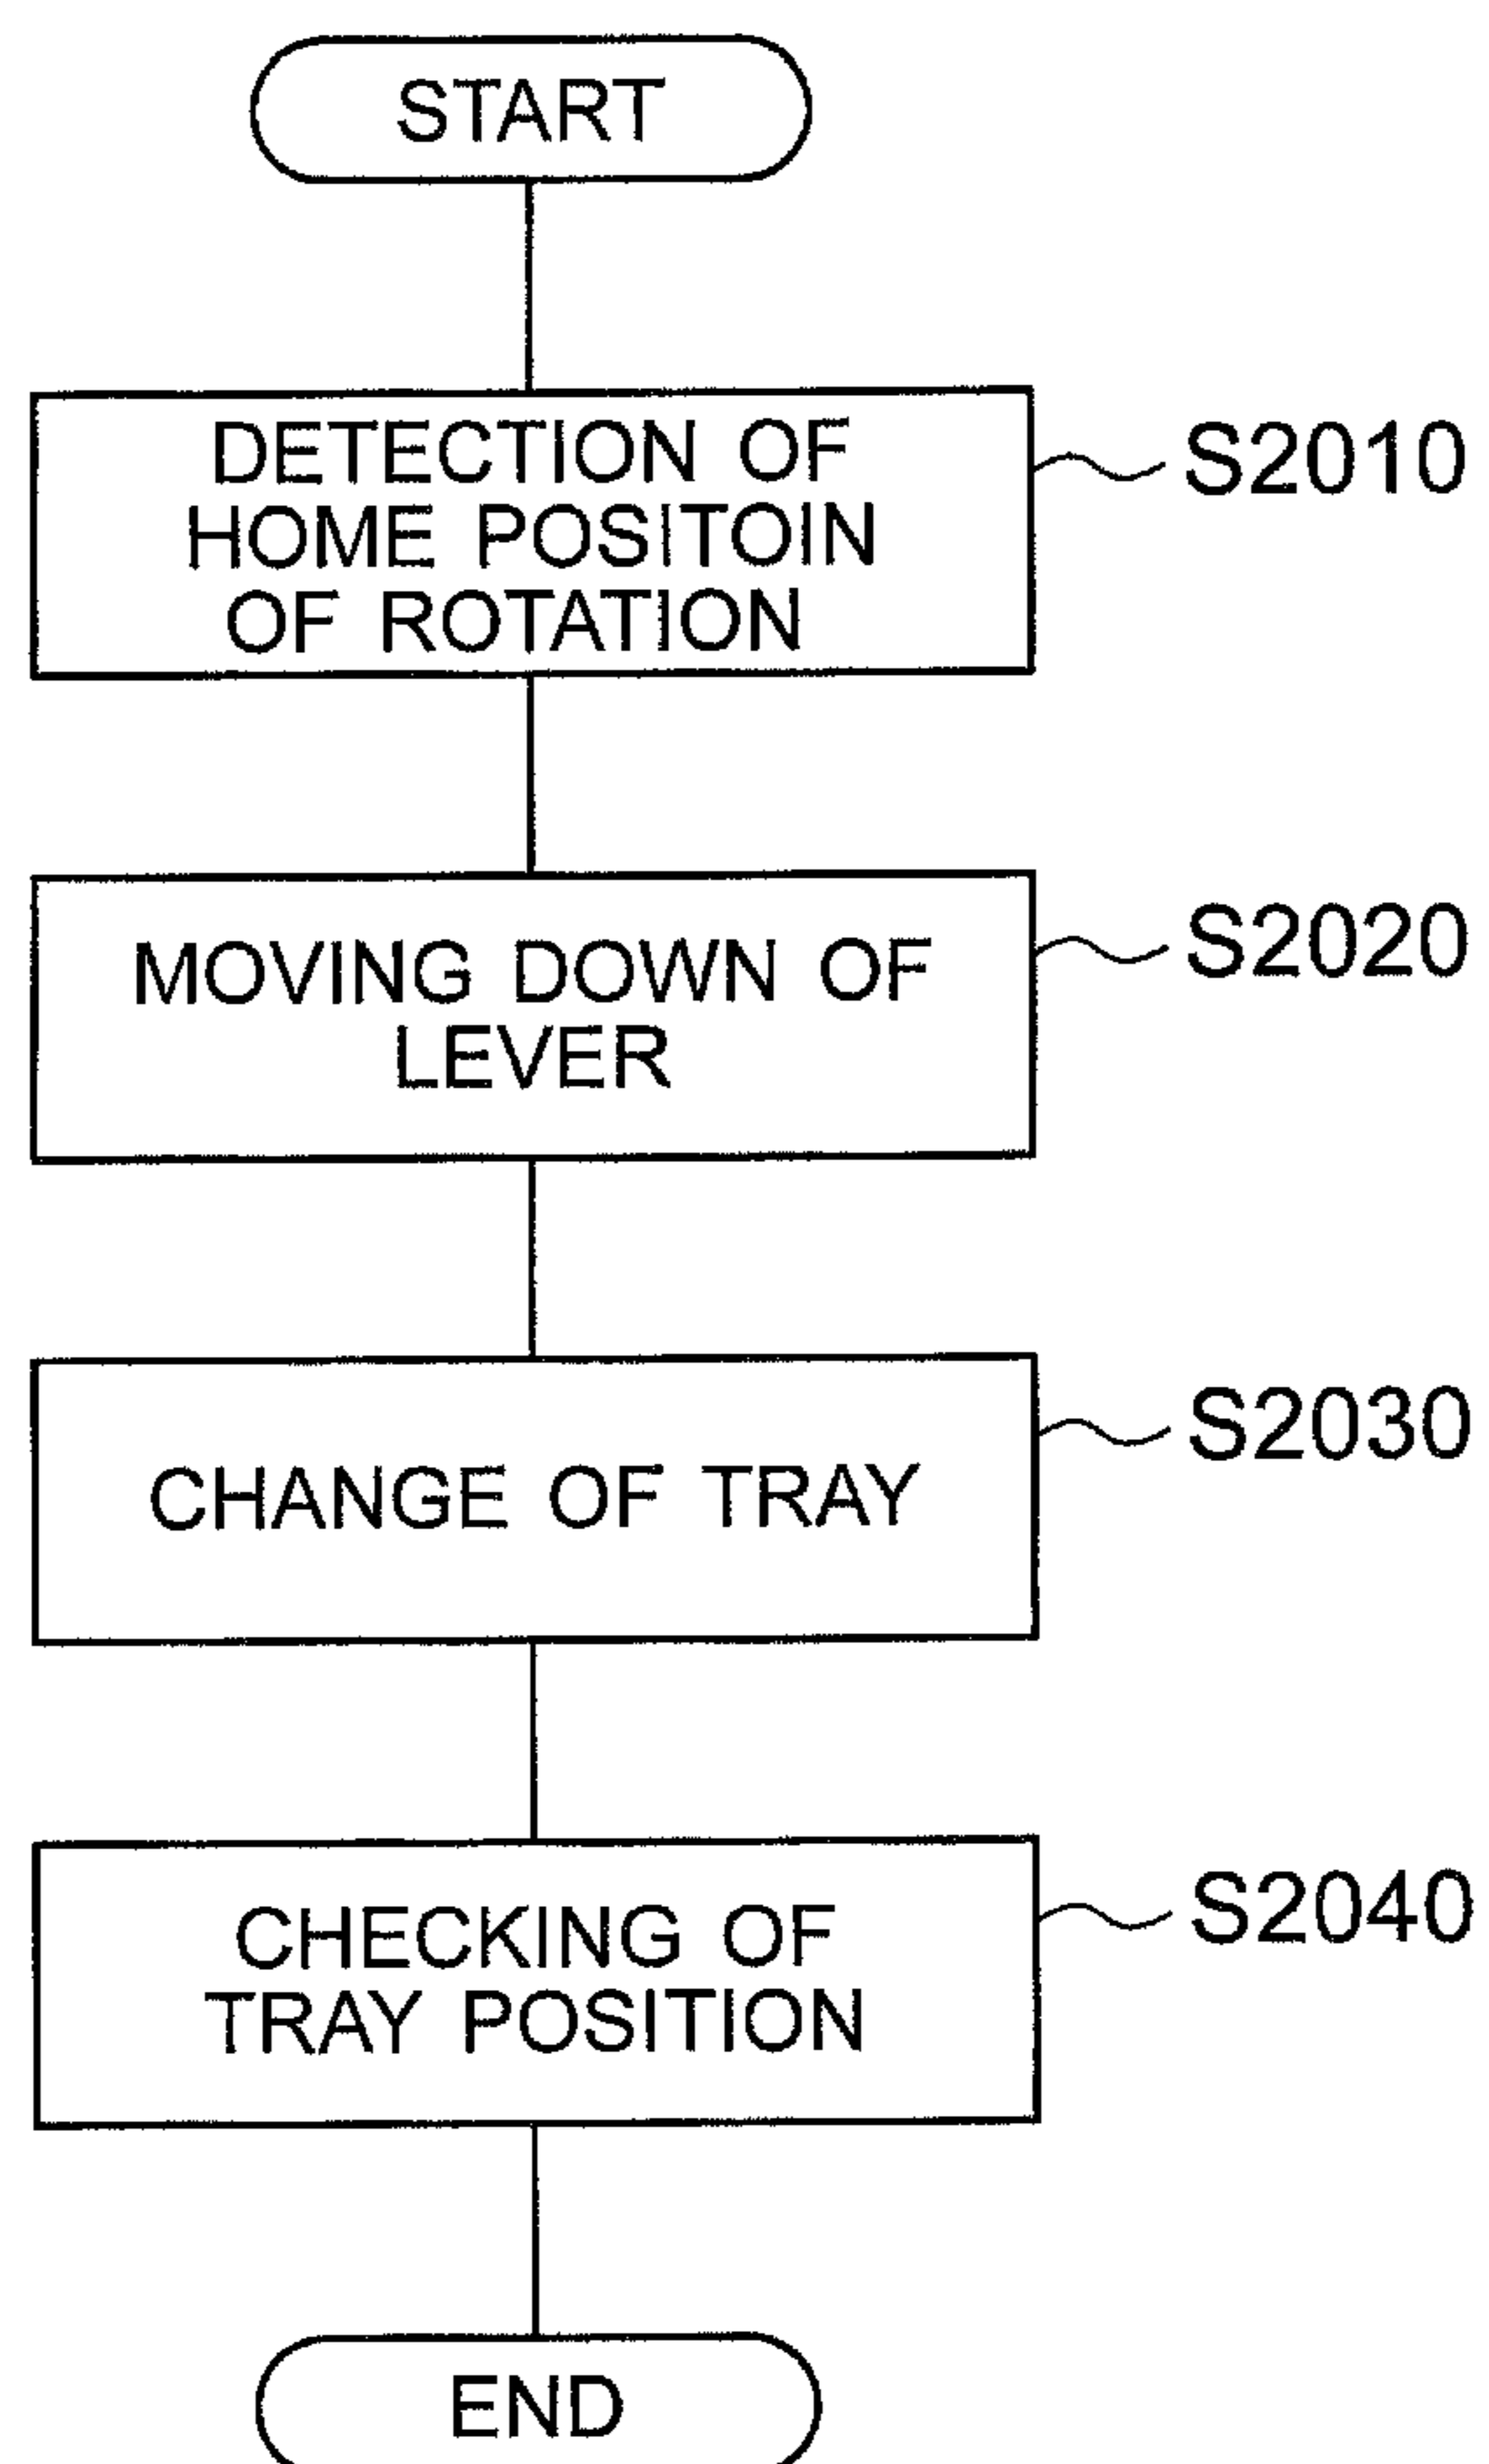 START
DETECTION OF
HOME POSITOIN
OF ROTATION
S2010
MOVING DOWN OF
LEVER
S2020
CHANGE OF TRAY
S2030
CHECKING OF
TRAY POSITION
S2040
END